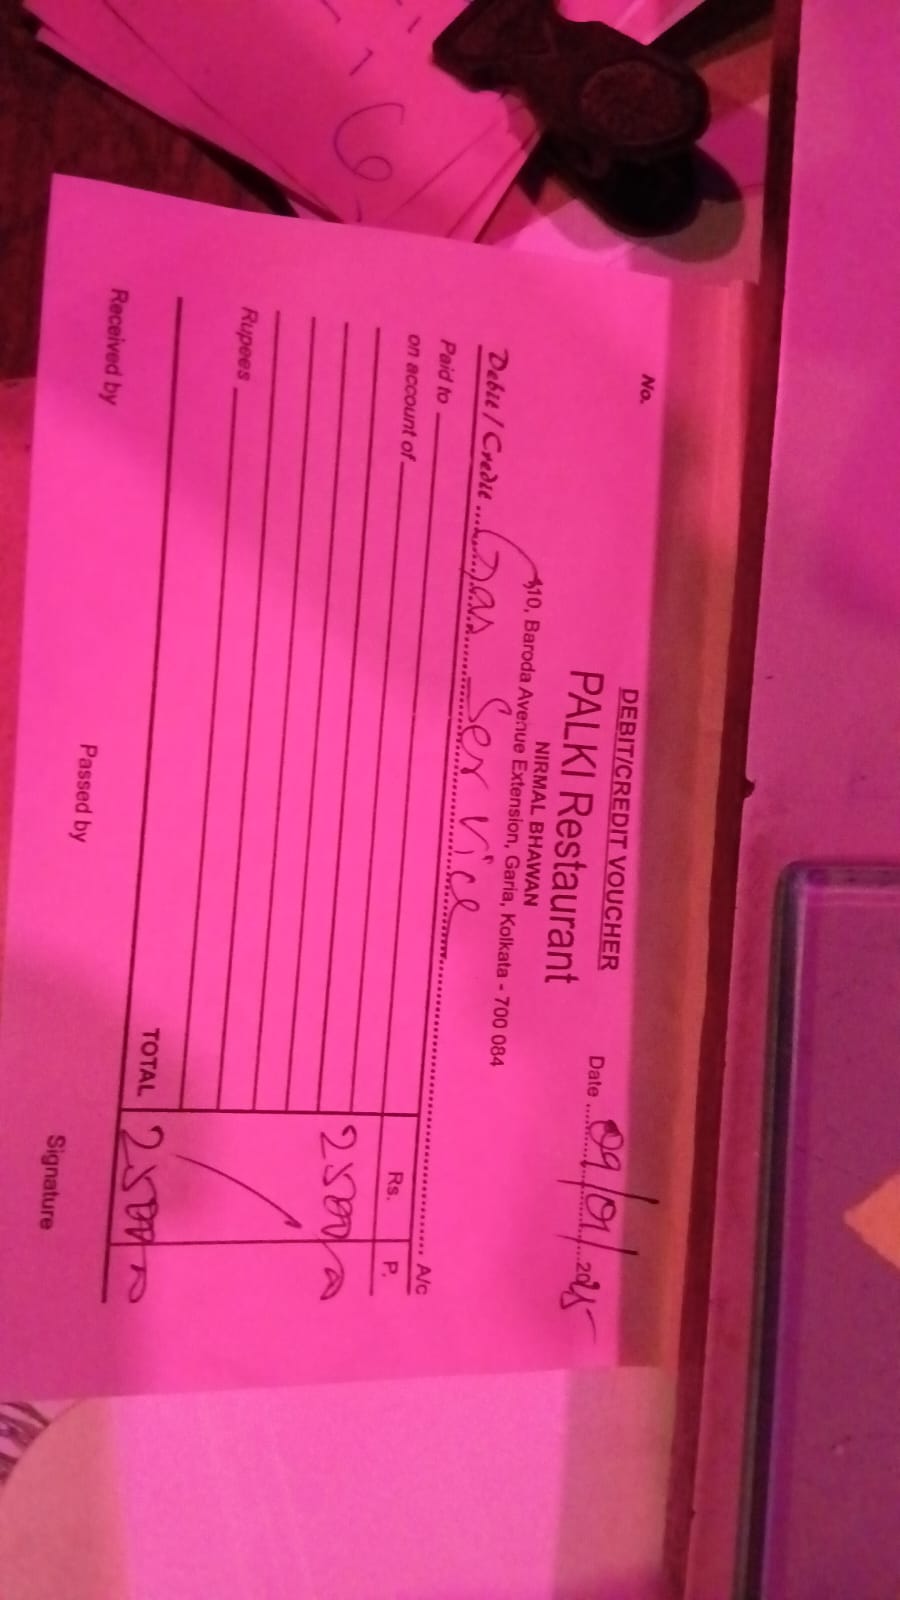 No.
DEBIT/CREDIT VOUCHER
PALKI Restaurant
NIRMAL BHAWAN
10, Baroda Avenue Extension, Garia, Kolkata - 700 084
Date 09/01/2025
Debit / Credit Gas Service A/c
Paid to
on account of
Rs. P.
2500/-
Rupees
TOTAL 2500/-
Received by Passed by Signature
6